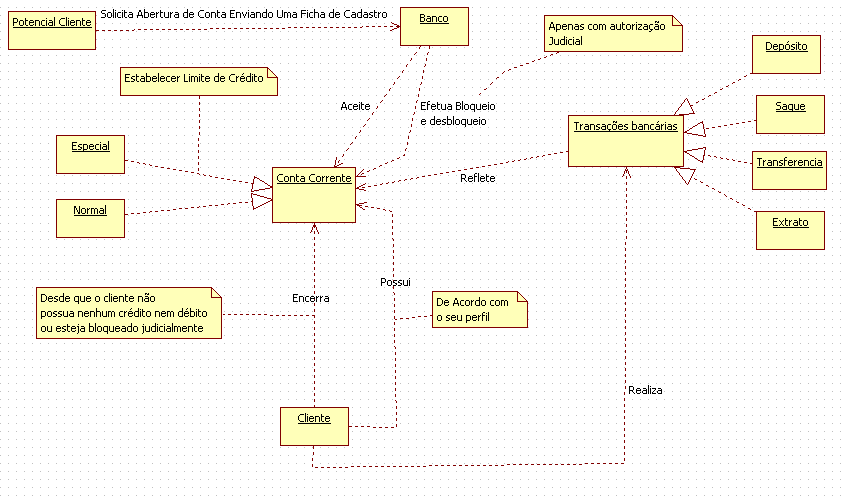 Potencial Cliente
Solicita Abertura de Conta Enviando Uma Ficha de Cadastro
Banco
Apenas com autorização
Judicial
Depósito
Estabelecer Limite de Crédito
Aceite
Efetua Bloqueio
e desbloqueio
Saque
Transações bancárias
Especial
Transferencia
Conta Corrente
Reflete
Normal
Extrato
Possui
Desde que o cliente não
possua nenhum crédito nem débito
ou esteja bloqueado judicialmente
Encerra
De Acordo com
o seu perfil
Realiza
Cliente